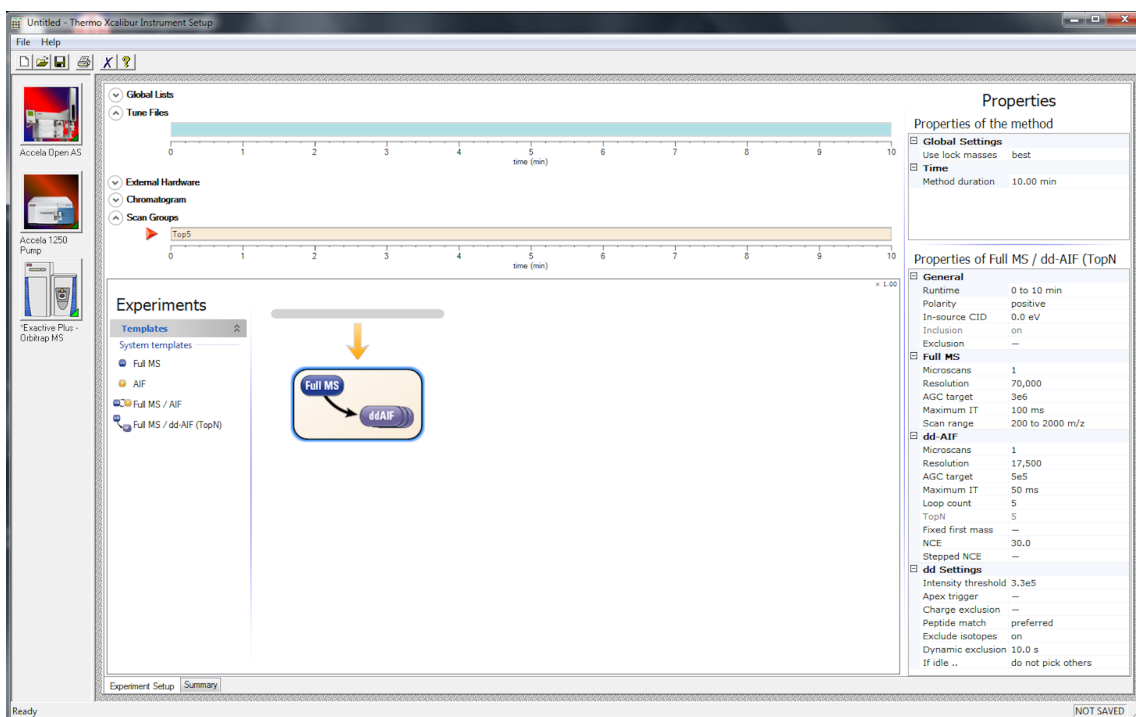 Untitled - Thermo Xcalibur Instrument Setup
File Help
Accela Open AS
Accela 1250
Pump
*Exactive Plus -
Orbitrap MS
Global Lists
Tune Files
0 1 2 3 4 5 6 7 8 9 10
time (min)
External Hardware
Chromatogram
Scan Groups
Top5
0 1 2 3 4 5 6 7 8 9 10
time (min)
x 1.00
Experiments
Templates
System templates
Full MS
AIF
Full MS / AIF
Full MS / dd-AIF (TopN)
Full MS
ddAIF
Experiment Setup Summary
Properties
Properties of the method
Global Settings
Use lock masses best
Time
Method duration 10.00 min
Properties of Full MS / dd-AIF (TopN
General
Runtime 0 to 10 min
Polarity positive
In-source CID 0.0 eV
Inclusion on
Exclusion —
Full MS
Microscans 1
Resolution 70,000
AGC target 3e6
Maximum IT 100 ms
Scan range 200 to 2000 m/z
dd-AIF
Microscans 1
Resolution 17,500
AGC target 5e5
Maximum IT 50 ms
Loop count 5
TopN 5
Fixed first mass —
NCE 30.0
Stepped NCE —
dd Settings
Intensity threshold 3.3e5
Apex trigger —
Charge exclusion —
Peptide match preferred
Exclude isotopes on
Dynamic exclusion 10.0 s
If idle .. do not pick others
Ready
NOT SAVED